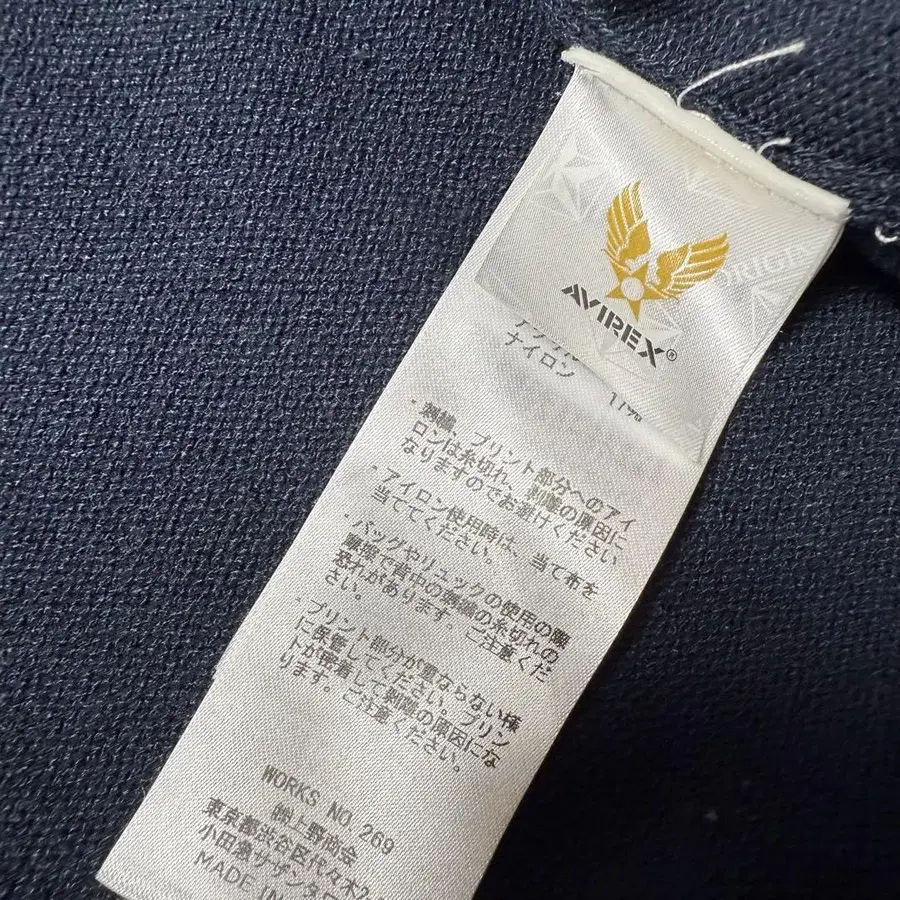 AVIREX®
ナイロン
・刺繍、プリント部分へのアイ
ロンは糸切れ、剥離の原因に
なりますのでお避けください
・アイロン使用時は、当て布を
当ててください。
・バッグやリュックの使用の際
摩擦で背中の刺繍の糸切れの
恐れがあります。ご注意くだ
さい。
・プリント部分が重ならない様
に保管してください。プリン
トが密着して剥離の原因にな
ります。ご注意ください。
WORKS NO. 269
㈱上野商会
東京都渋谷区代々木2
小田急サザンタワ
MADE IN